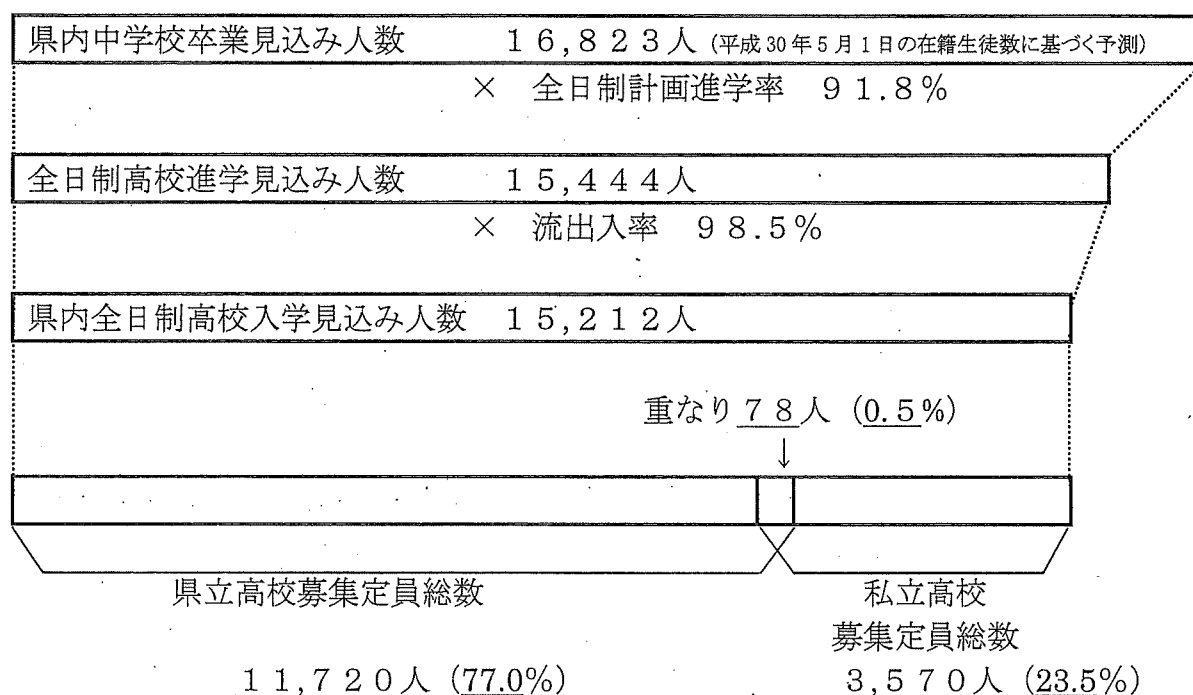 県内中学校卒業見込み人数 16,823人(平成30年5月1日の在籍生徒数に基づく予測)
× 全日制計画進学率 91.8%
全日制高校進学見込み人数 15,444人
× 流出入率 98.5%
県内全日制高校入学見込み人数 15,212人
重なり78人(0.5%)
↓
県立高校募集定員総数
私立高校
募集定員総数
11,720人(77.0%)
3,570人(23.5%)